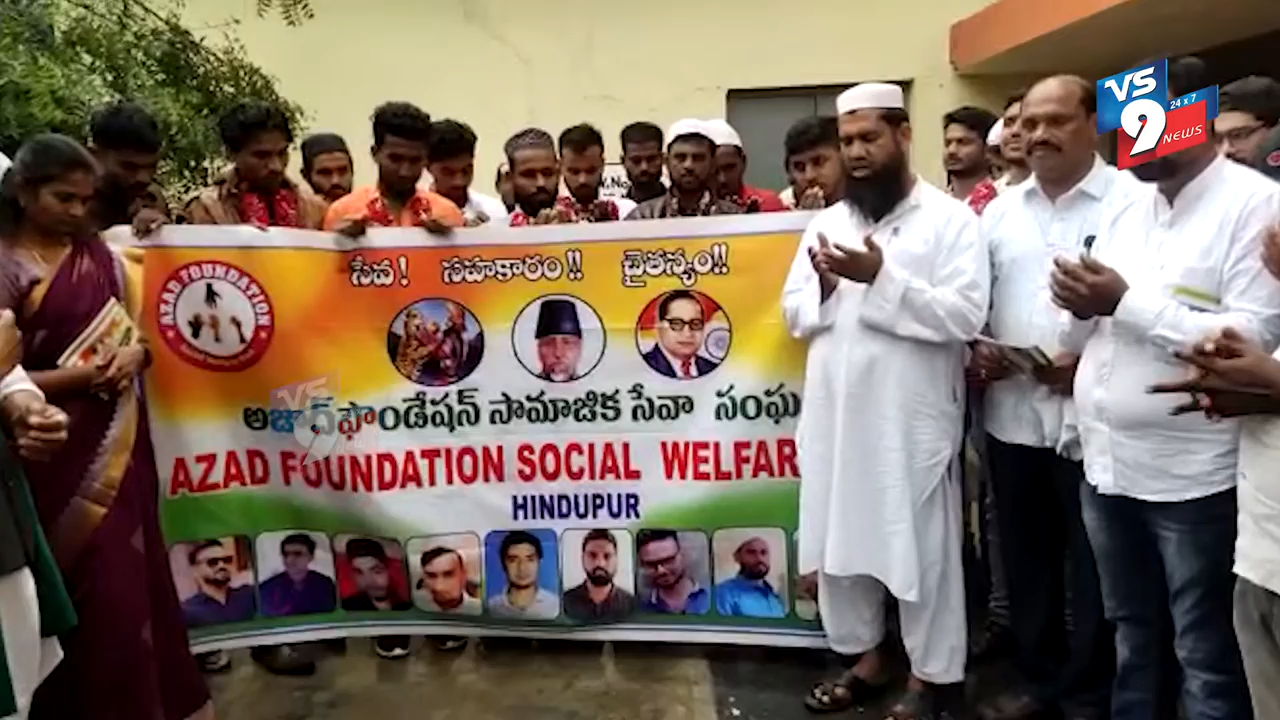 VS
9
24 x 7
NEWS
AZAD FOUNDATION
సేవ! సహకారం!! చైతన్యం!!
అజాద్‌ఫౌండేషన్ సామాజిక సేవా సంఘ
AZAD FOUNDATION SOCIAL WELFAR
HINDUPUR